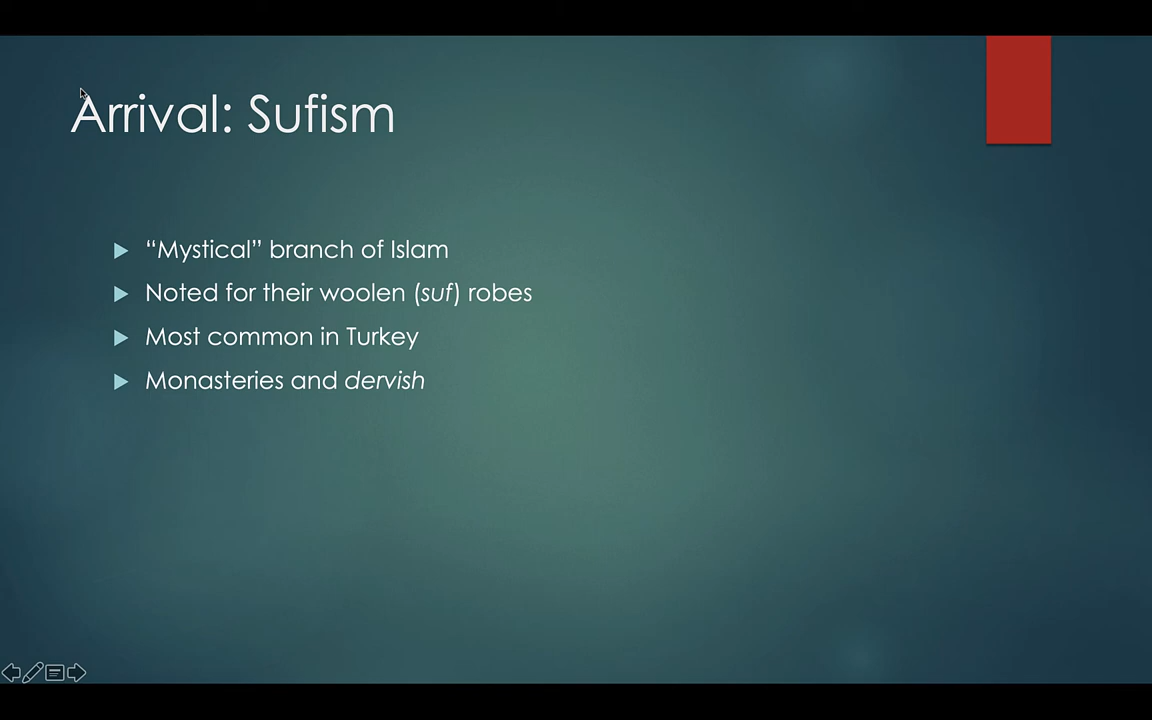 Arrival: Sufism
“Mystical” branch of Islam
Noted for their woolen (suf) robes
Most common in Turkey
Monasteries and dervish